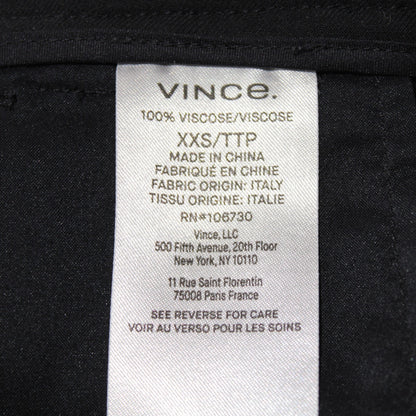 VINCE.
100% VISCOSE/VISCOSE
XXS/TTP
MADE IN CHINA
FABRIQUÉ EN CHINE
FABRIC ORIGIN: ITALY
TISSU ORIGINE: ITALIE
RN#106730
Vince, LLC
500 Fifth Avenue, 20th Floor
New York, NY 10110
11 Rue Saint Florentin
75008 Paris France
SEE REVERSE FOR CARE
VOIR AU VERSO POUR LES SOINS